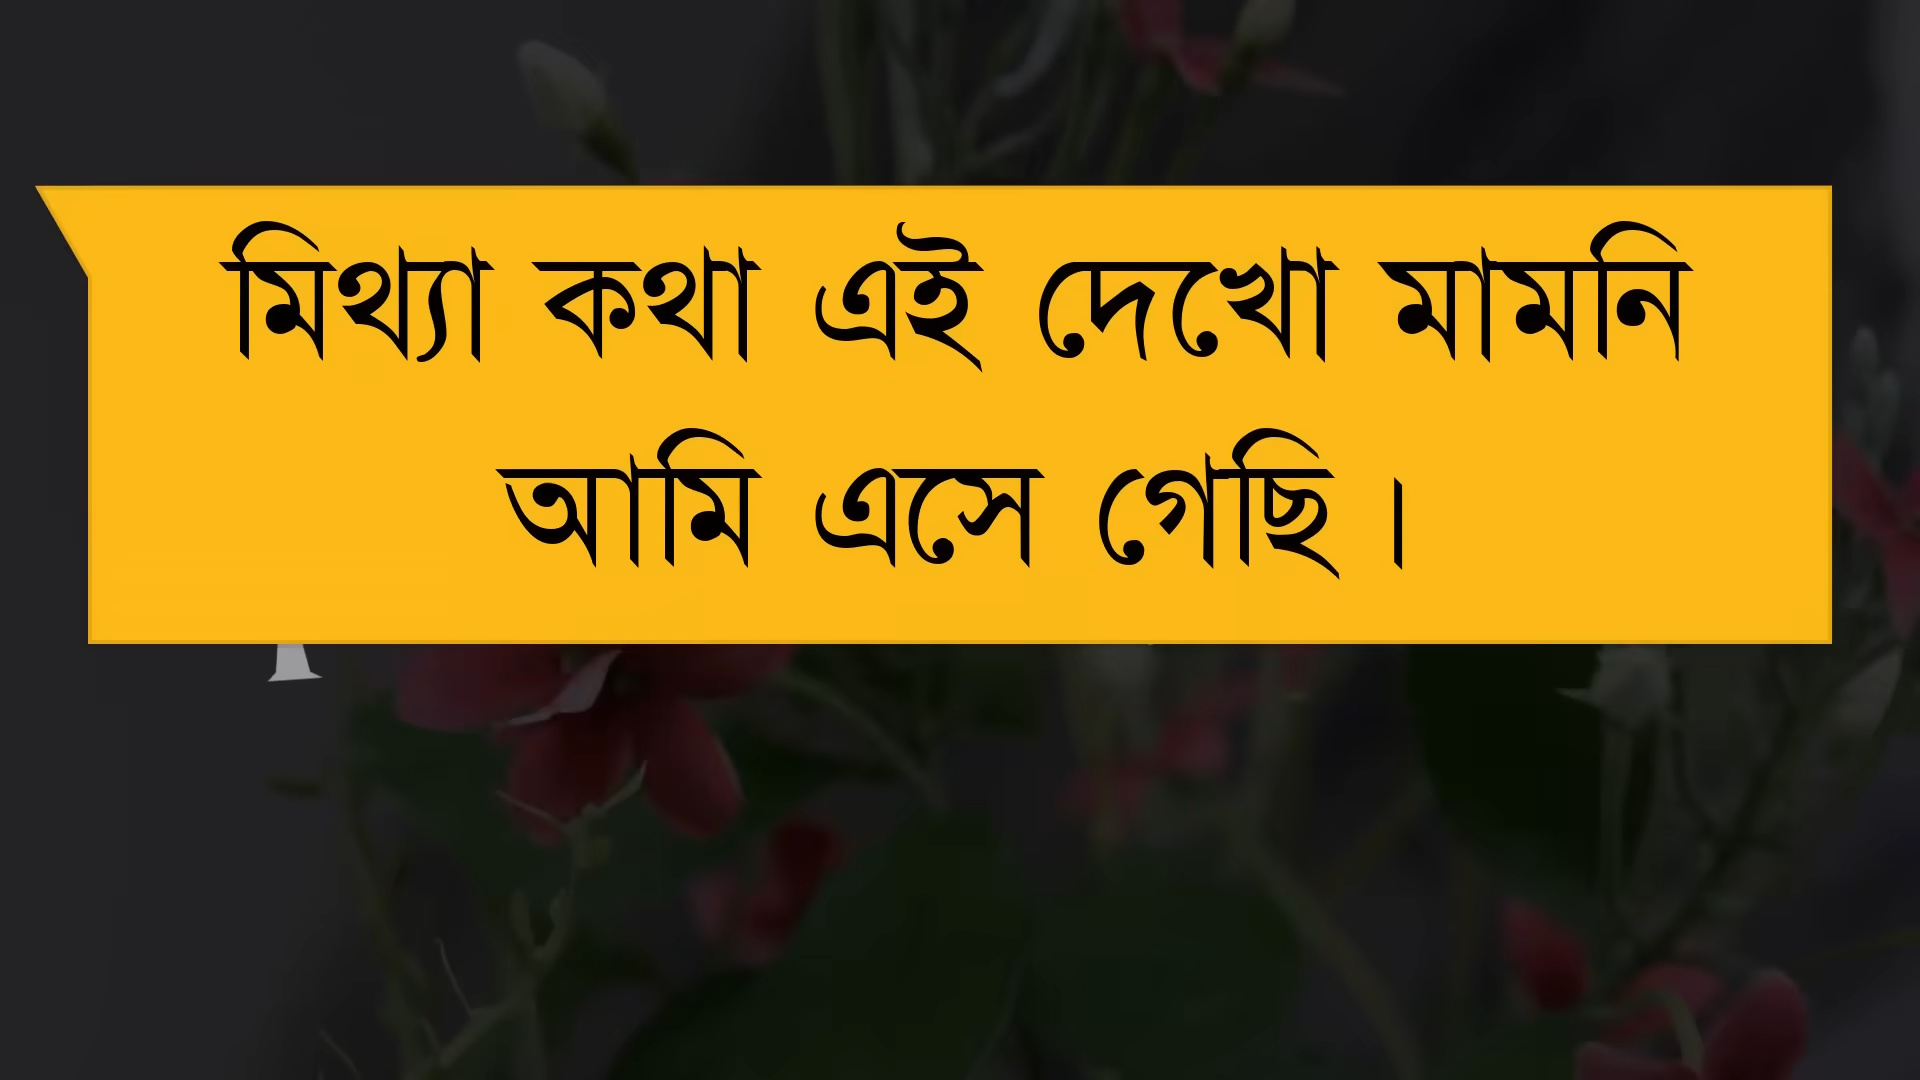 মিথ্যা কথা এই দেখো মামনি
আমি এসে গেছি ।